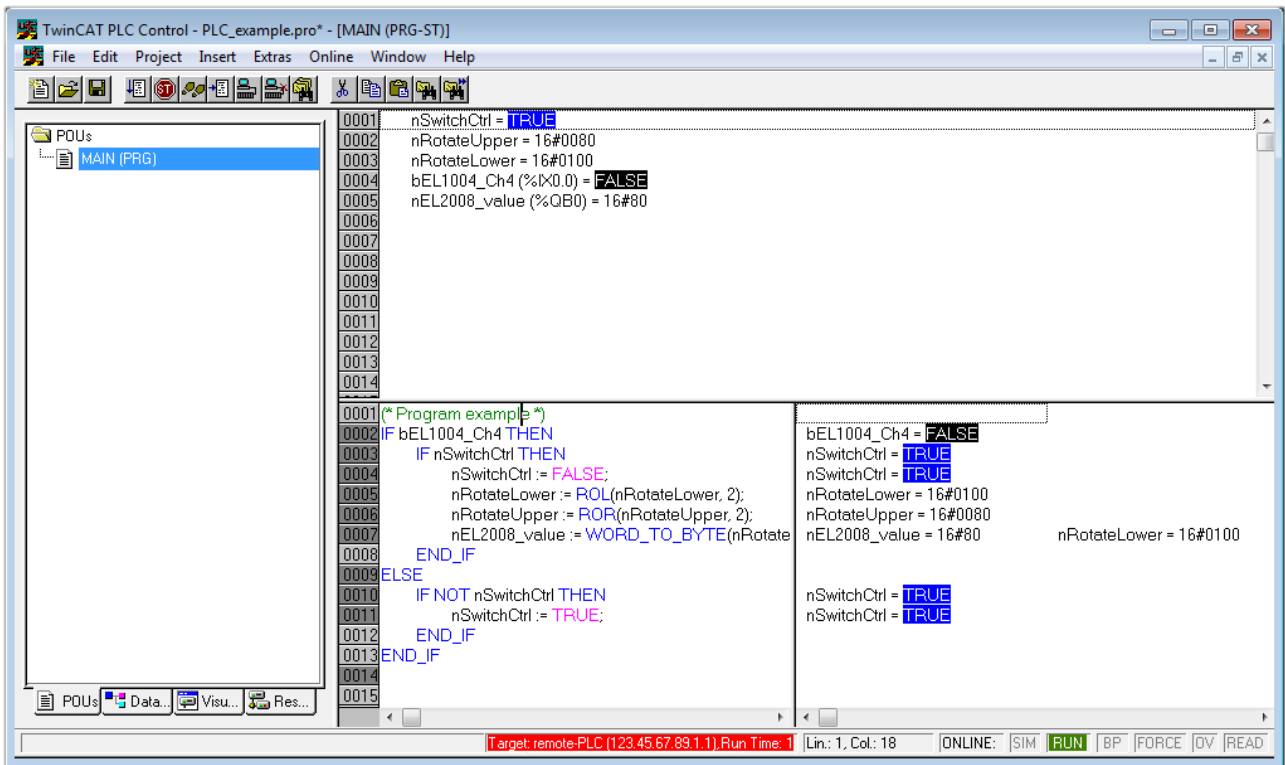 TwinCAT PLC Control - PLC_example.pro* - [MAIN (PRG-ST)]
File Edit Project Insert Extras Online Window Help
POUs
MAIN (PRG)
0001 nSwitchCtrl = TRUE
0002 nRotateUpper = 16#0080
0003 nRotateLower = 16#0100
0004 bEL1004_Ch4 (%IX0.0) = FALSE
0005 nEL2008_value (%QB0) = 16#80
0006
0007
0008
0009
0010
0011
0012
0013
0014
0001 (* Program example *)
0002 IF bEL1004_Ch4 THEN bEL1004_Ch4 = FALSE
0003 IF nSwitchCtrl THEN nSwitchCtrl = TRUE
0004 nSwitchCtrl := FALSE; nSwitchCtrl = TRUE
0005 nRotateLower := ROL(nRotateLower, 2); nRotateLower = 16#0100
0006 nRotateUpper := ROR(nRotateUpper, 2); nRotateUpper = 16#0080
0007 nEL2008_value := WORD_TO_BYTE(nRotate nEL2008_value = 16#80 nRotateLower = 16#0100
0008 END_IF
0009 ELSE
0010 IF NOT nSwitchCtrl THEN nSwitchCtrl = TRUE
0011 nSwitchCtrl := TRUE; nSwitchCtrl = TRUE
0012 END_IF
0013 END_IF
0014
0015
POUs Data... Visu... Res...
Target: remote-PLC (123.45.67.89.1.1), Run Time: 1 Lin.: 1, Col.: 18 ONLINE: SIM RUN BP FORCE OV READ